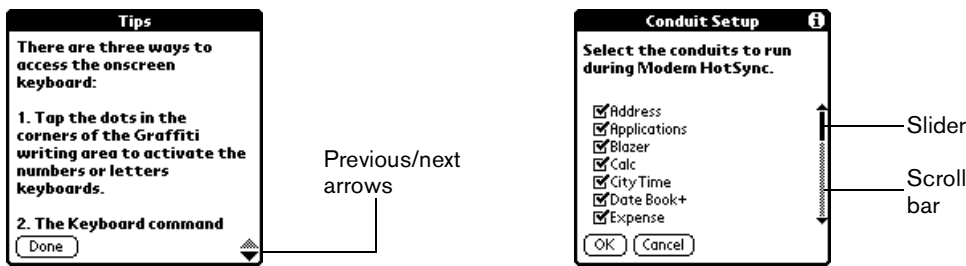 Tips
There are three ways to
access the onscreen
keyboard:
1. Tap the dots in the
corners of the Graffiti
writing area to activate the
numbers or letters
keyboards.
2. The Keyboard command
Done
Previous/next
arrows
Conduit Setup
i
Select the conduits to run
during Modem HotSync.
Address
Applications
Blazer
Calc
CityTime
Date Book+
Expense
OK Cancel
Slider
Scroll
bar